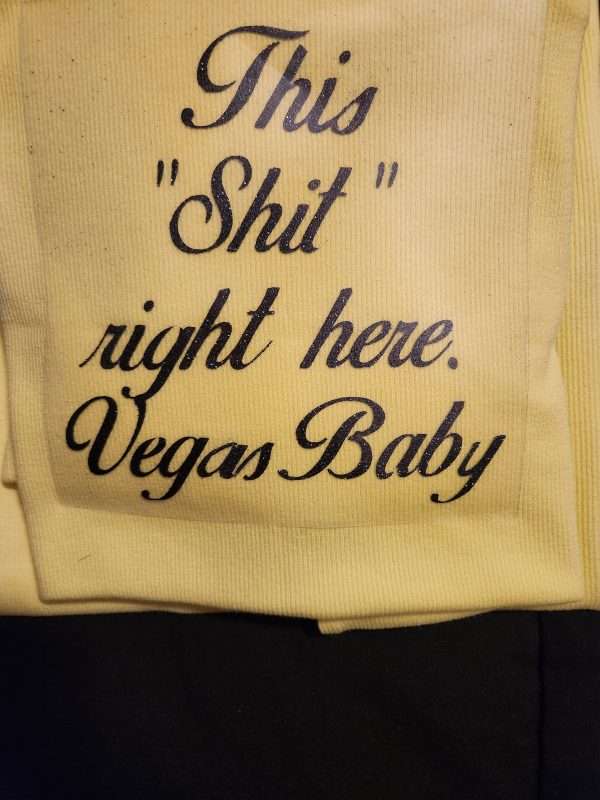 This
"Shit"
right here.
Vegas Baby